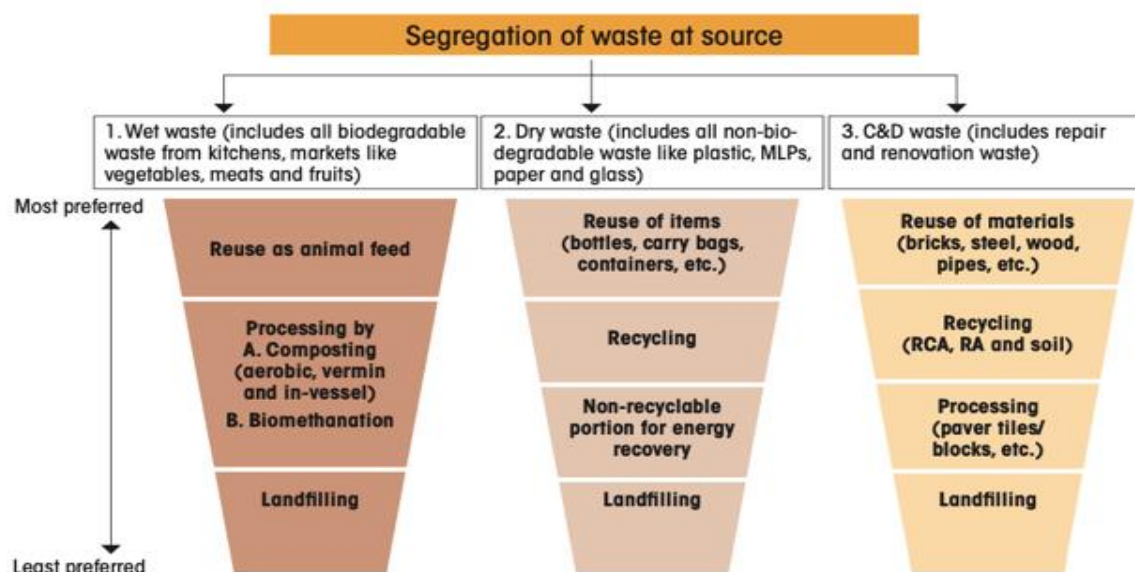 Segregation of waste at source
1. Wet waste (includes all biodegradable
waste from kitchens, markets like
vegetables, meats and fruits)
2. Dry waste (includes all non-bio-
degradable waste like plastic, MLPs,
paper and glass)
3. C&D waste (includes repair
and renovation waste)
Most preferred
Reuse as animal feed
Processing by
A. Composting
(aerobic, vermin
and in-vessel)
B. Biomethanation
Landfilling
Reuse of items
(bottles, carry bags,
containers, etc.)
Recycling
Non-recyclable
portion for energy
recovery
Landfilling
Reuse of materials
(bricks, steel, wood,
pipes, etc.)
Recycling
(RCA, RA and soil)
Processing
(paver tiles/
blocks, etc.)
Landfilling
Least preferred